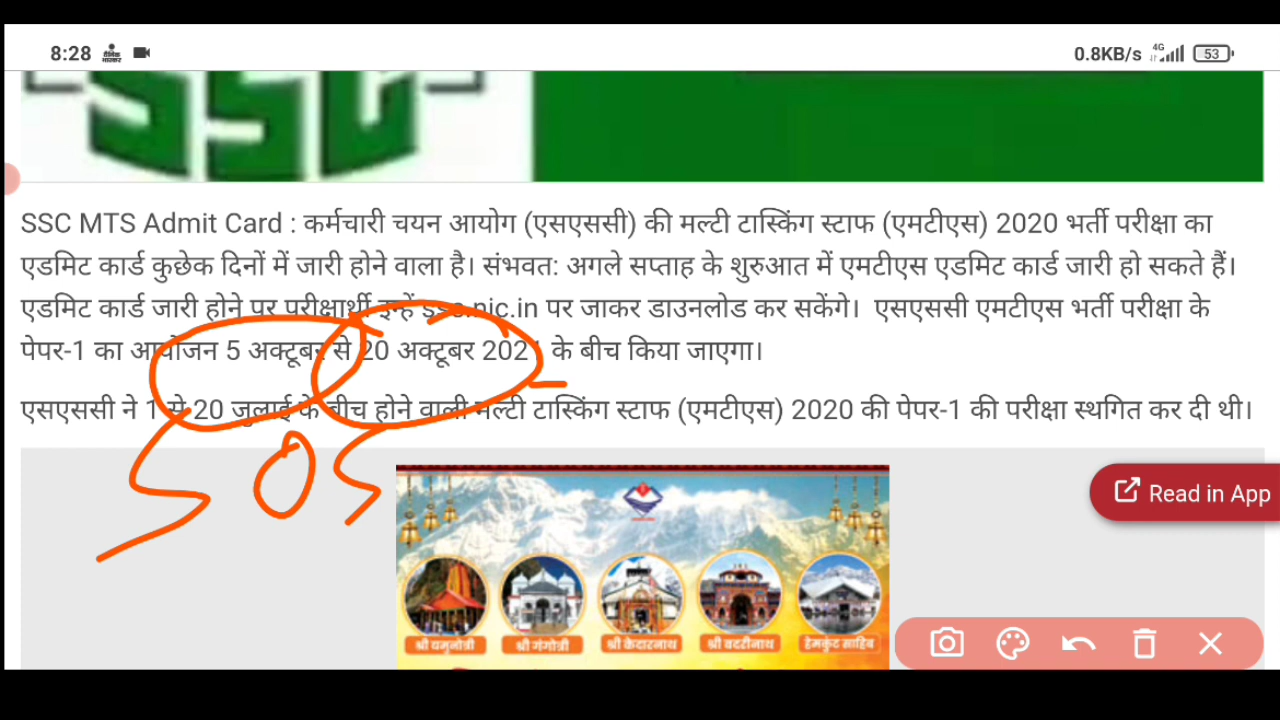 8:28
0.8KB/s 4G 53
SSC
SSC MTS Admit Card : कर्मचारी चयन आयोग (एसएससी) की मल्टी टास्किंग स्टाफ (एमटीएस) 2020 भर्ती परीक्षा का
एडमिट कार्ड कुछेक दिनों में जारी होने वाला है। संभवत: अगले सप्ताह के शुरुआत में एमटीएस एडमिट कार्ड जारी हो सकते हैं।
एडमिट कार्ड जारी होने पर परीक्षार्थी इन्हें ssc.nic.in पर जाकर डाउनलोड कर सकेंगे। एसएससी एमटीएस भर्ती परीक्षा के
पेपर-1 का आयोजन 5 अक्टूबर से 20 अक्टूबर 2021 के बीच किया जाएगा।
एसएससी ने 1 से 20 जुलाई के बीच होने वाली मल्टी टास्किंग स्टाफ (एमटीएस) 2020 की पेपर-1 की परीक्षा स्थगित कर दी थी।
Read in App
श्री यमुनोत्री श्री गंगोत्री श्री केदारनाथ श्री बदरीनाथ हेमकुंट साहिब